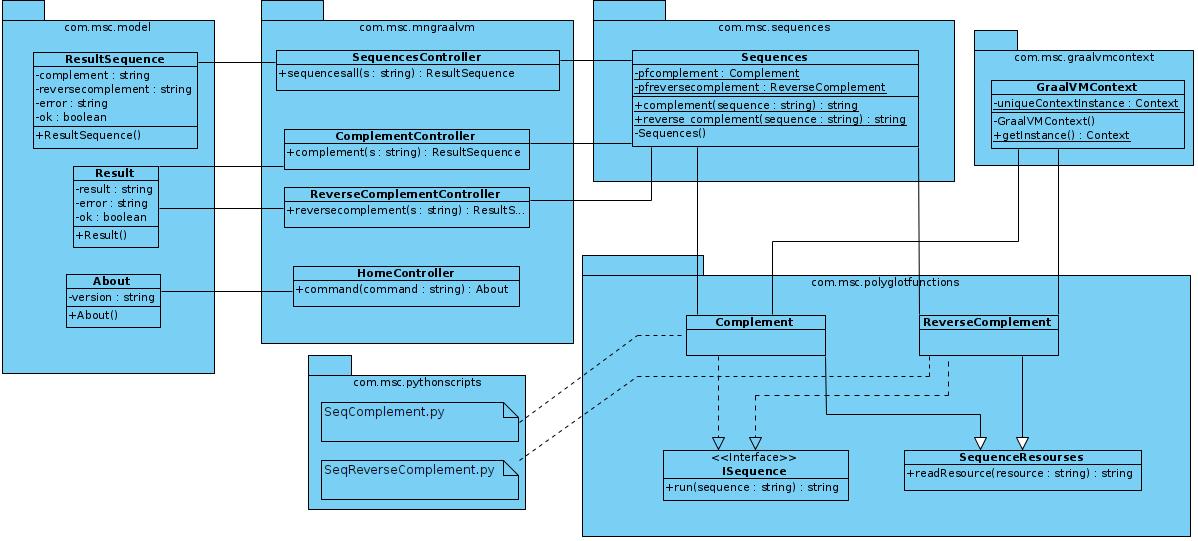 com.msc.model
ResultSequence
-complement : string
-reversecomplement : string
-error : string
-ok : boolean
+ResultSequence()
Result
-result : string
-error : string
-ok : boolean
+Result()
About
-version : string
+About()
com.msc.mngraalvm
SequencesController
+sequencesall(s : string) : ResultSequence
ComplementController
+complement(s : string) : ResultSequence
ReverseComplementController
+reversecomplement(s : string) : ResultS...
HomeController
+command(command : string) : About
com.msc.sequences
Sequences
-pfcomplement : Complement
-pfreversecomplement : ReverseComplement
+complement(sequence : string) : string
+reverse_complement(sequence : string) : string
-Sequences()
com.msc.graalvmcontext
GraalVMContext
-uniqueContextInstance : Context
-GraalVMContext()
+getInstance() : Context
com.msc.pythonscripts
SeqComplement.py
SeqReverseComplement.py
com.msc.polyglotfunctions
Complement
ReverseComplement
<<Interface>>
ISequence
+run(sequence : string) : string
SequenceResourses
+readResource(resource : string) : string